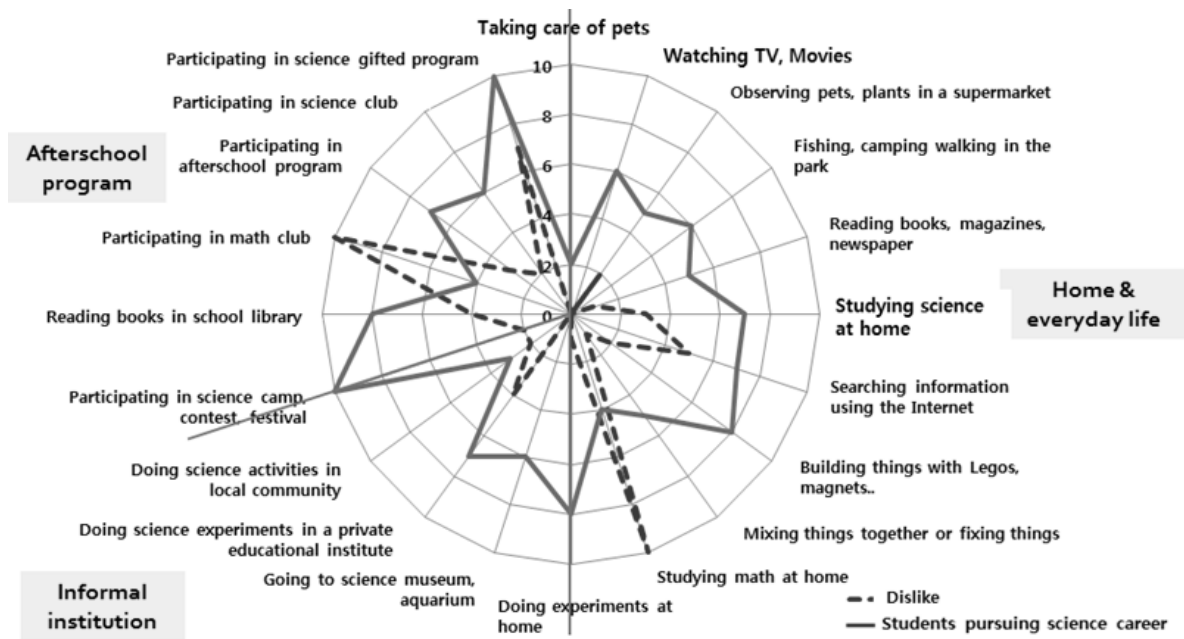 Taking care of pets
Participating in science gifted program
Watching TV, Movies
Participating in science club
Observing pets, plants in a supermarket
Participating in
afterschool program
Fishing, camping walking in the
park
Afterschool
program
Participating in math club
Reading books, magazines,
newspaper
Reading books in school library
Studying science
at home
Home &
everyday life
Participating in science camp,
contest, festival
Searching information
using the Internet
Doing science activities in
local community
Building things with Legos,
magnets..
Doing science experiments in a private
educational institute
Mixing things together or fixing things
Going to science museum,
aquarium
Studying math at home
Doing experiments at
home
Informal
institution
10
8
6
4
2
0
Dislike
Students pursuing science career